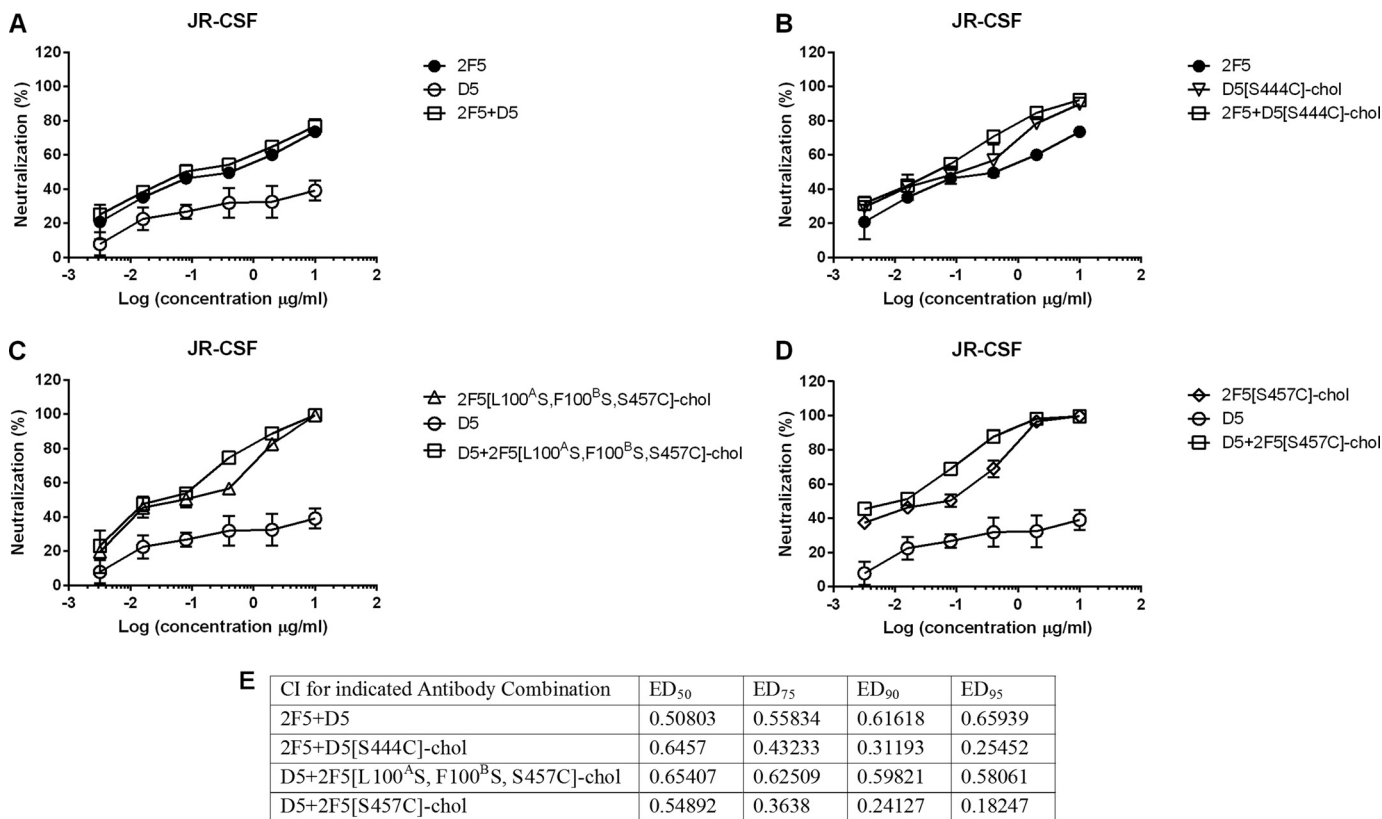 A
JR-CSF
120
100
80
60
40
20
0
Neutralization (%)
-3 -2 -1 0 1 2
Log (concentration μg/ml)
2F5
D5
2F5+D5
B
JR-CSF
120
100
80
60
40
20
0
Neutralization (%)
-3 -2 -1 0 1 2
Log (concentration μg/ml)
2F5
D5[S444C]-chol
2F5+D5[S444C]-chol
C
JR-CSF
120
100
80
60
40
20
0
Neutralization (%)
-3 -2 -1 0 1 2
Log (concentration μg/ml)
2F5[L100ᴬS,F100ᴮS,S457C]-chol
D5
D5+2F5[L100ᴬS,F100ᴮS,S457C]-chol
D
JR-CSF
120
100
80
60
40
20
0
Neutralization (%)
-3 -2 -1 0 1 2
Log (concentration μg/ml)
2F5[S457C]-chol
D5
D5+2F5[S457C]-chol
E
CI for indicated Antibody Combination ED₅₀ ED₇₅ ED₉₀ ED₉₅
2F5+D5 0.50803 0.55834 0.61618 0.65939
2F5+D5[S444C]-chol 0.6457 0.43233 0.31193 0.25452
D5+2F5[L100ᴬS, F100ᴮS, S457C]-chol 0.65407 0.62509 0.59821 0.58061
D5+2F5[S457C]-chol 0.54892 0.3638 0.24127 0.18247